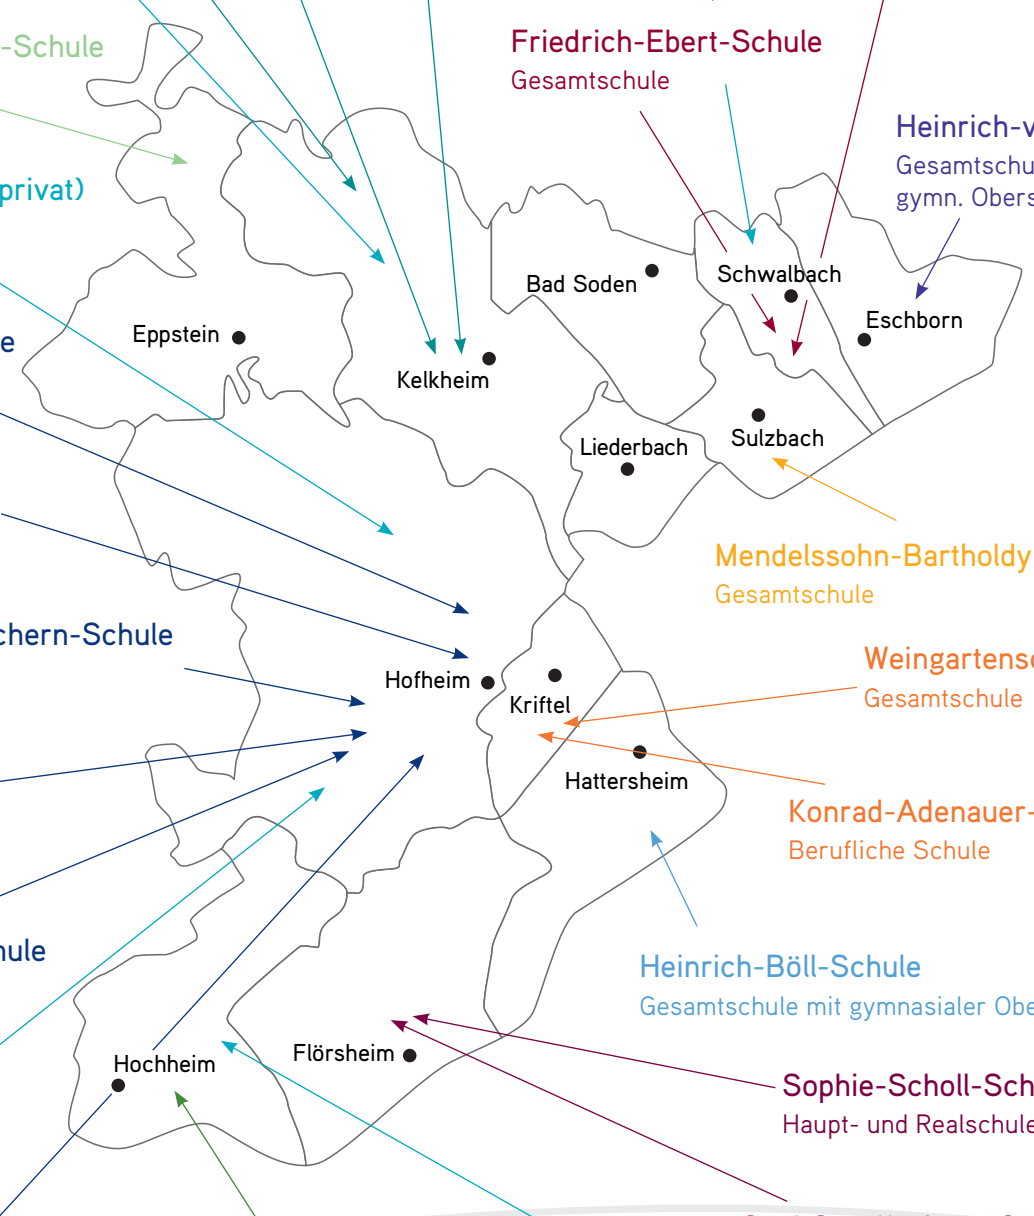 Friedrich-Ebert-Schule
Gesamtschule
-Schule
Heinrich-v
Gesamtschu
gymn. Obers
privat)
Schwalbach
Bad Soden
Eschborn
Eppstein
e
Kelkheim
Sulzbach
Liederbach
Mendelssohn-Bartholdy
Gesamtschule
chern-Schule
Weingartens
Gesamtschule
Hofheim
Kriftel
Hattersheim
Konrad-Adenauer-
Berufliche Schule
hule
Heinrich-Böll-Schule
Gesamtschule mit gymnasialer Obe
Flörsheim
Hochheim
Sophie-Scholl-Sch
Haupt- und Realschule